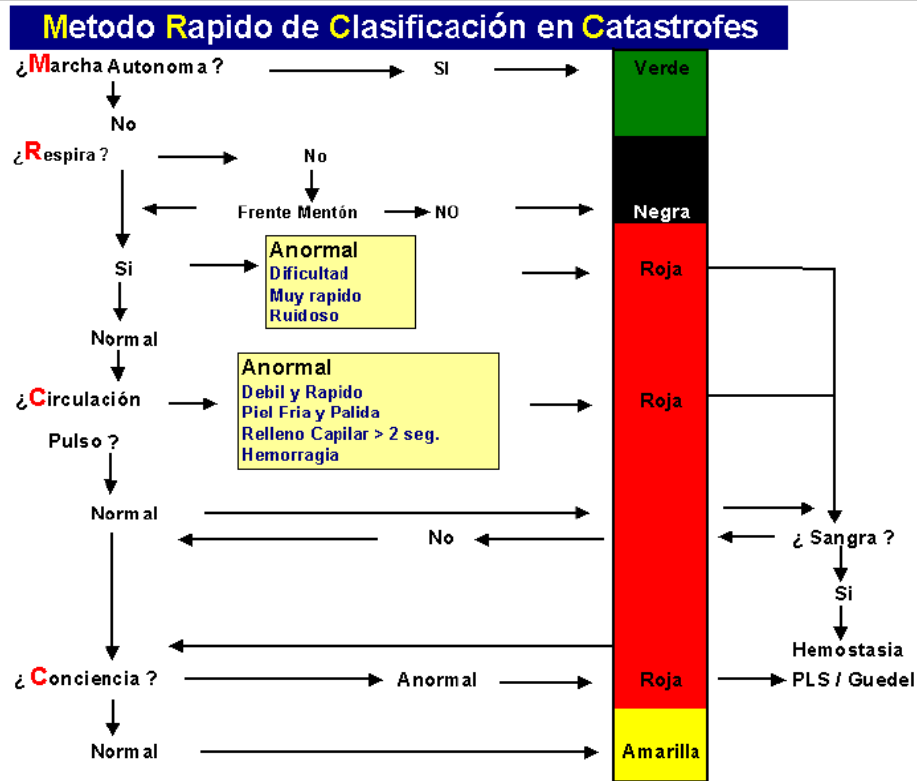 Metodo Rapido de Clasificación en Catastrofes
¿Marcha Autonoma ? SI Verde
No
¿Respira ? No
Frente Mentón NO Negra
Si Anormal Roja
Dificultad
Muy rapido
Ruidoso
Normal
¿Circulación Anormal Roja
Debil y Rapido
Piel Fria y Palida
Relleno Capilar > 2 seg.
Hemorragia
Pulso ?
Normal
No ¿ Sangra ?
Si
Hemostasia
¿ Conciencia ? Anormal Roja PLS / Guedel
Normal Amarilla